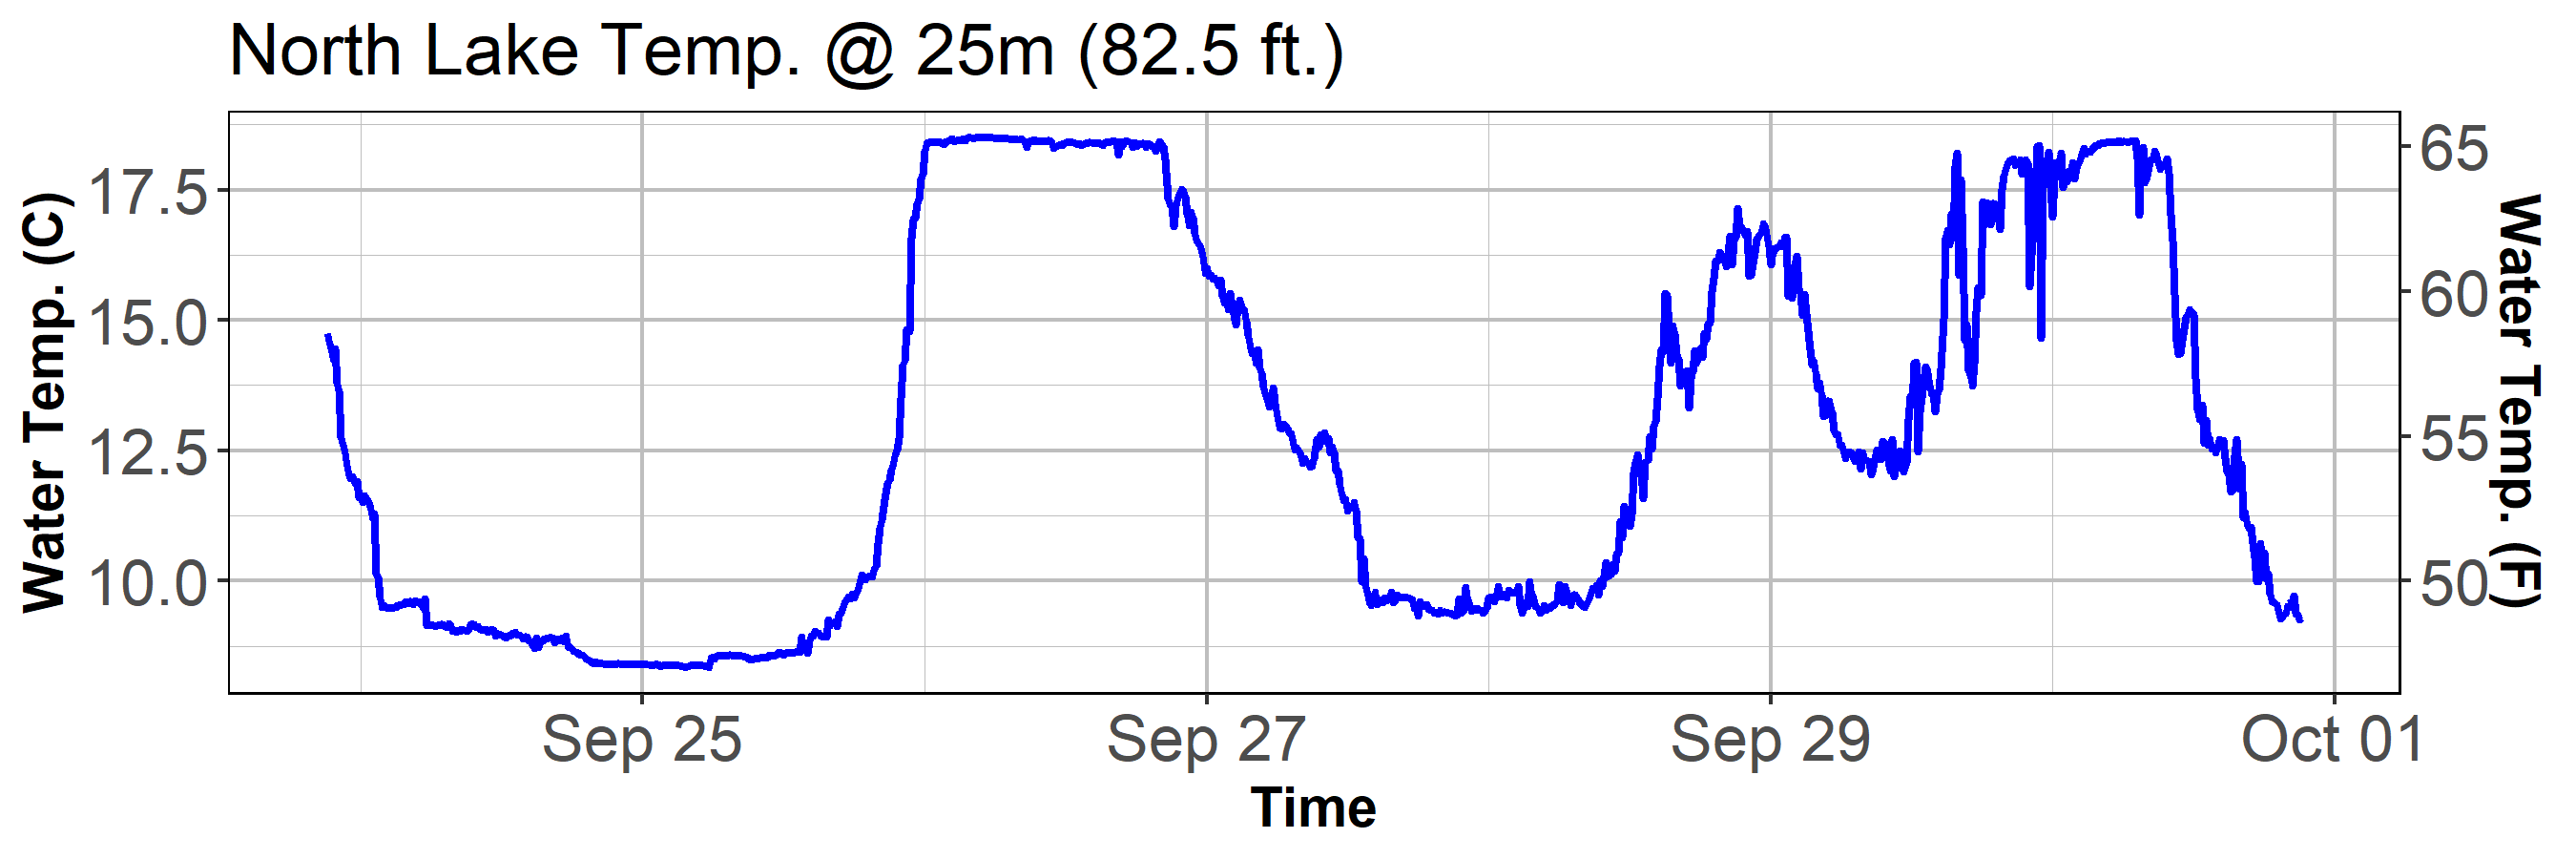 North Lake Temp. @ 25m (82.5 ft.)
Water Temp. (C)
17.5
15.0
12.5
10.0
65
60
55
50
Water Temp. (F)
Sep 25 Sep 27 Sep 29 Oct 01
Time